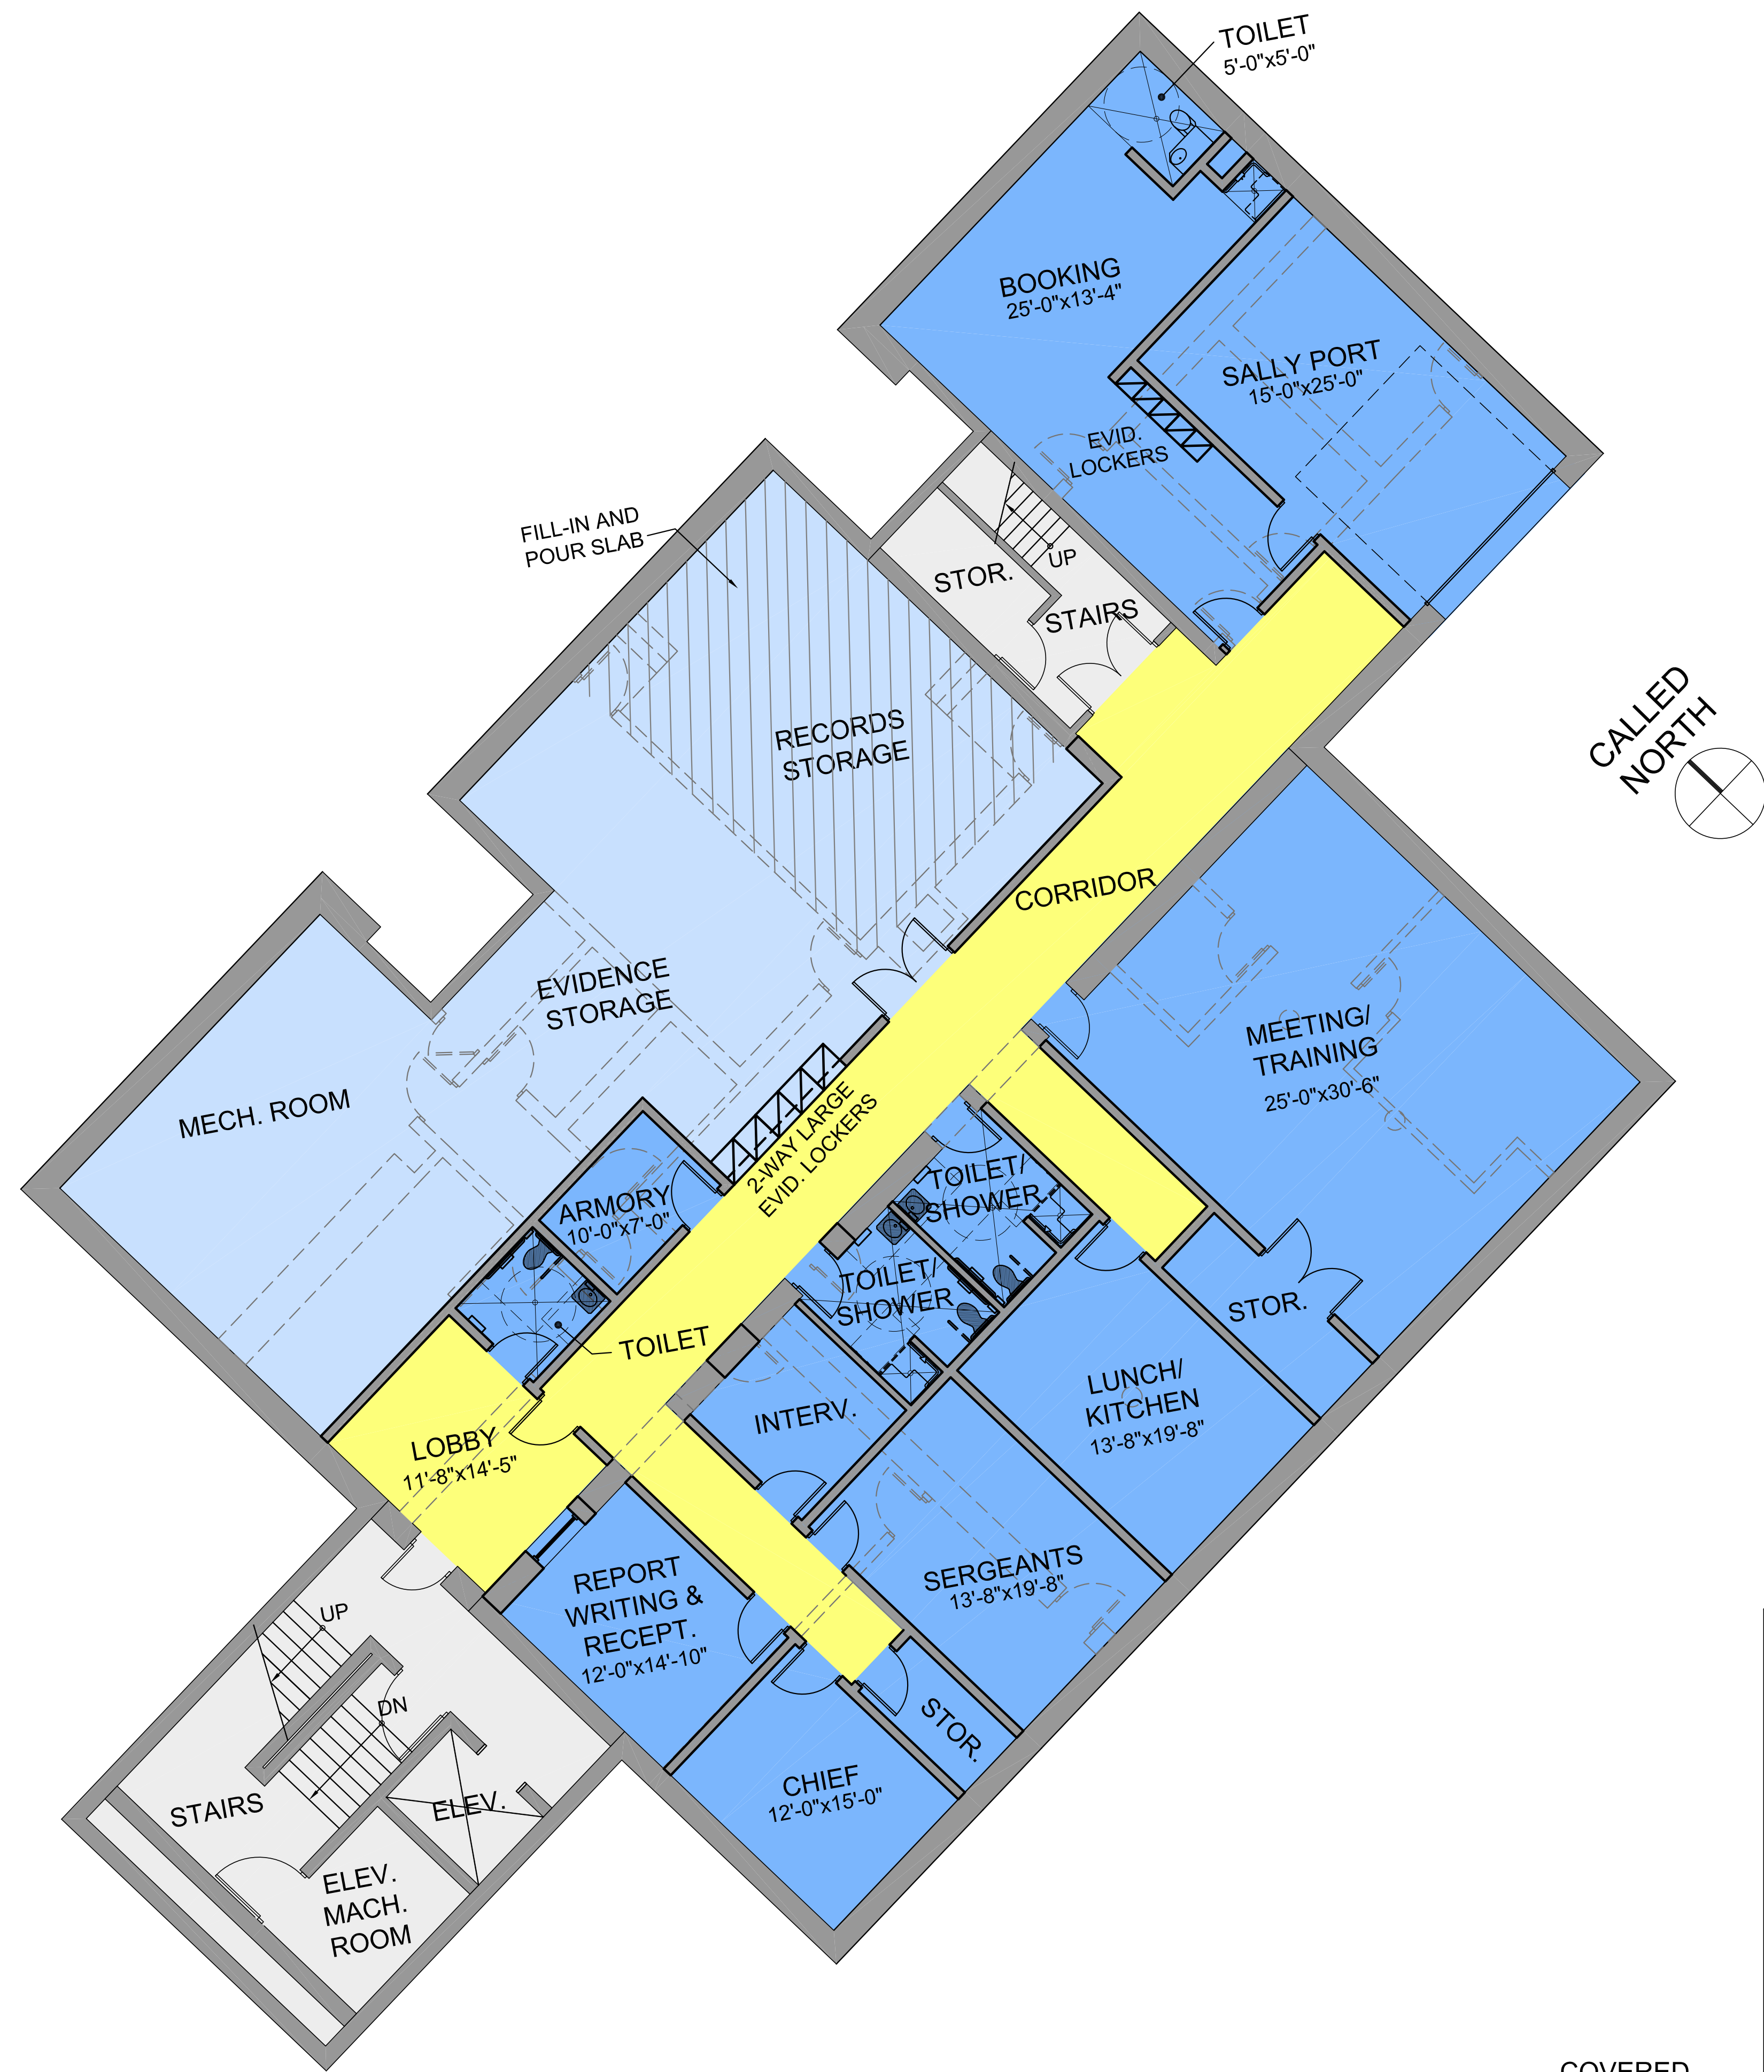 TOILET
5'-0"x5'-0"
BOOKING
25'-0"x13'-4"
SALLY PORT
15'-0"x25'-0"
EVID.
LOCKERS
FILL-IN AND
POUR SLAB
UP
STOR.
STAIRS
CALLED
NORTH
RECORDS
STORAGE
CORRIDOR
EVIDENCE
STORAGE
MEETING/
TRAINING
25'-0"x30'-6"
MECH. ROOM
2-WAY LARGE
EVID. LOCKERS
ARMORY
10'-0"x7'-0"
TOILET/
SHOWER
TOILET/
SHOWER
STOR.
TOILET
INTERV.
LUNCH/
KITCHEN
13'-8"x19'-8"
LOBBY
11'-8"x14'-5"
SERGEANTS
13'-8"x19'-8"
REPORT
WRITING &
RECEPT.
12'-0"x14'-10"
UP
DN
STOR.
CHIEF
12'-0"x15'-0"
STAIRS
ELEV.
ELEV.
MACH.
ROOM
COVERED